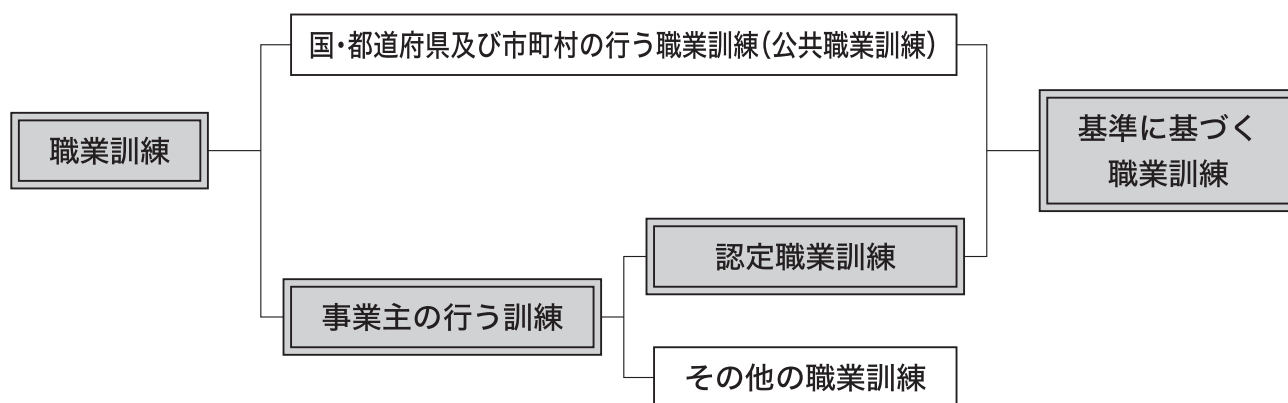 国・都道府県及び市町村の行う職業訓練(公共職業訓練)
職業訓練
基準に基づく
職業訓練
認定職業訓練
事業主の行う訓練
その他の職業訓練